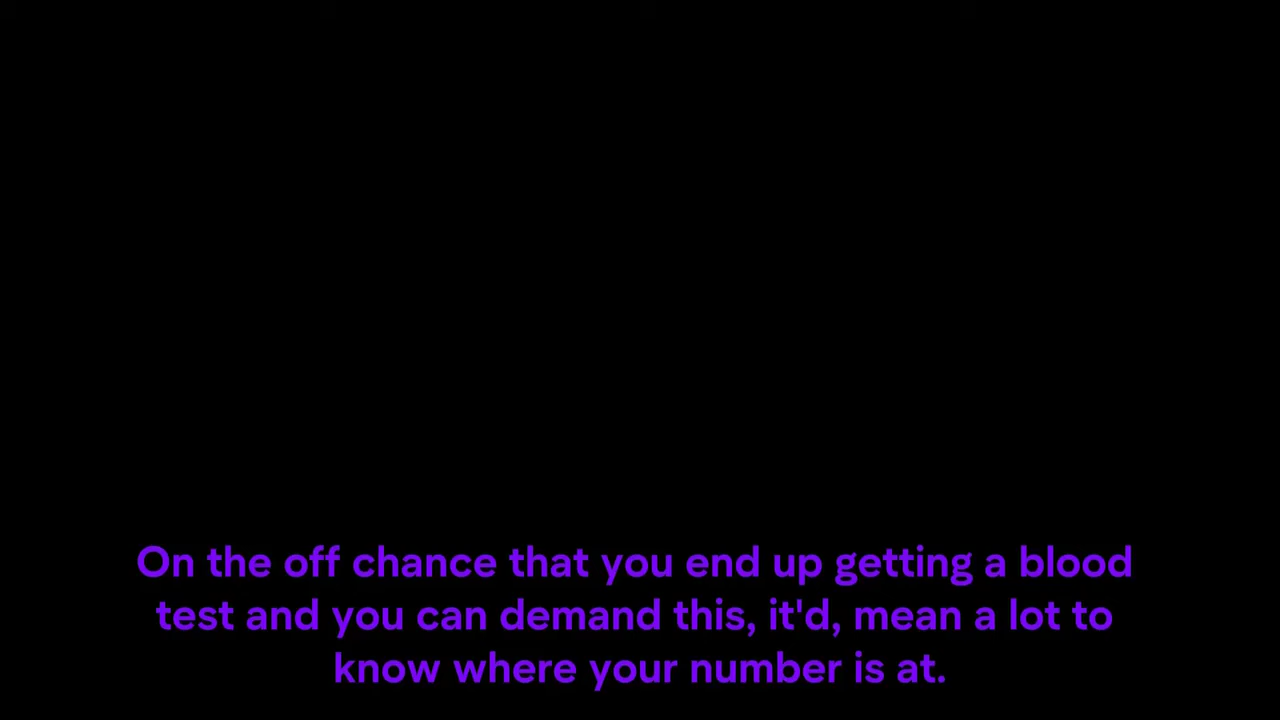 On the off chance that you end up getting a blood
test and you can demand this, it'd, mean a lot to
know where your number is at.